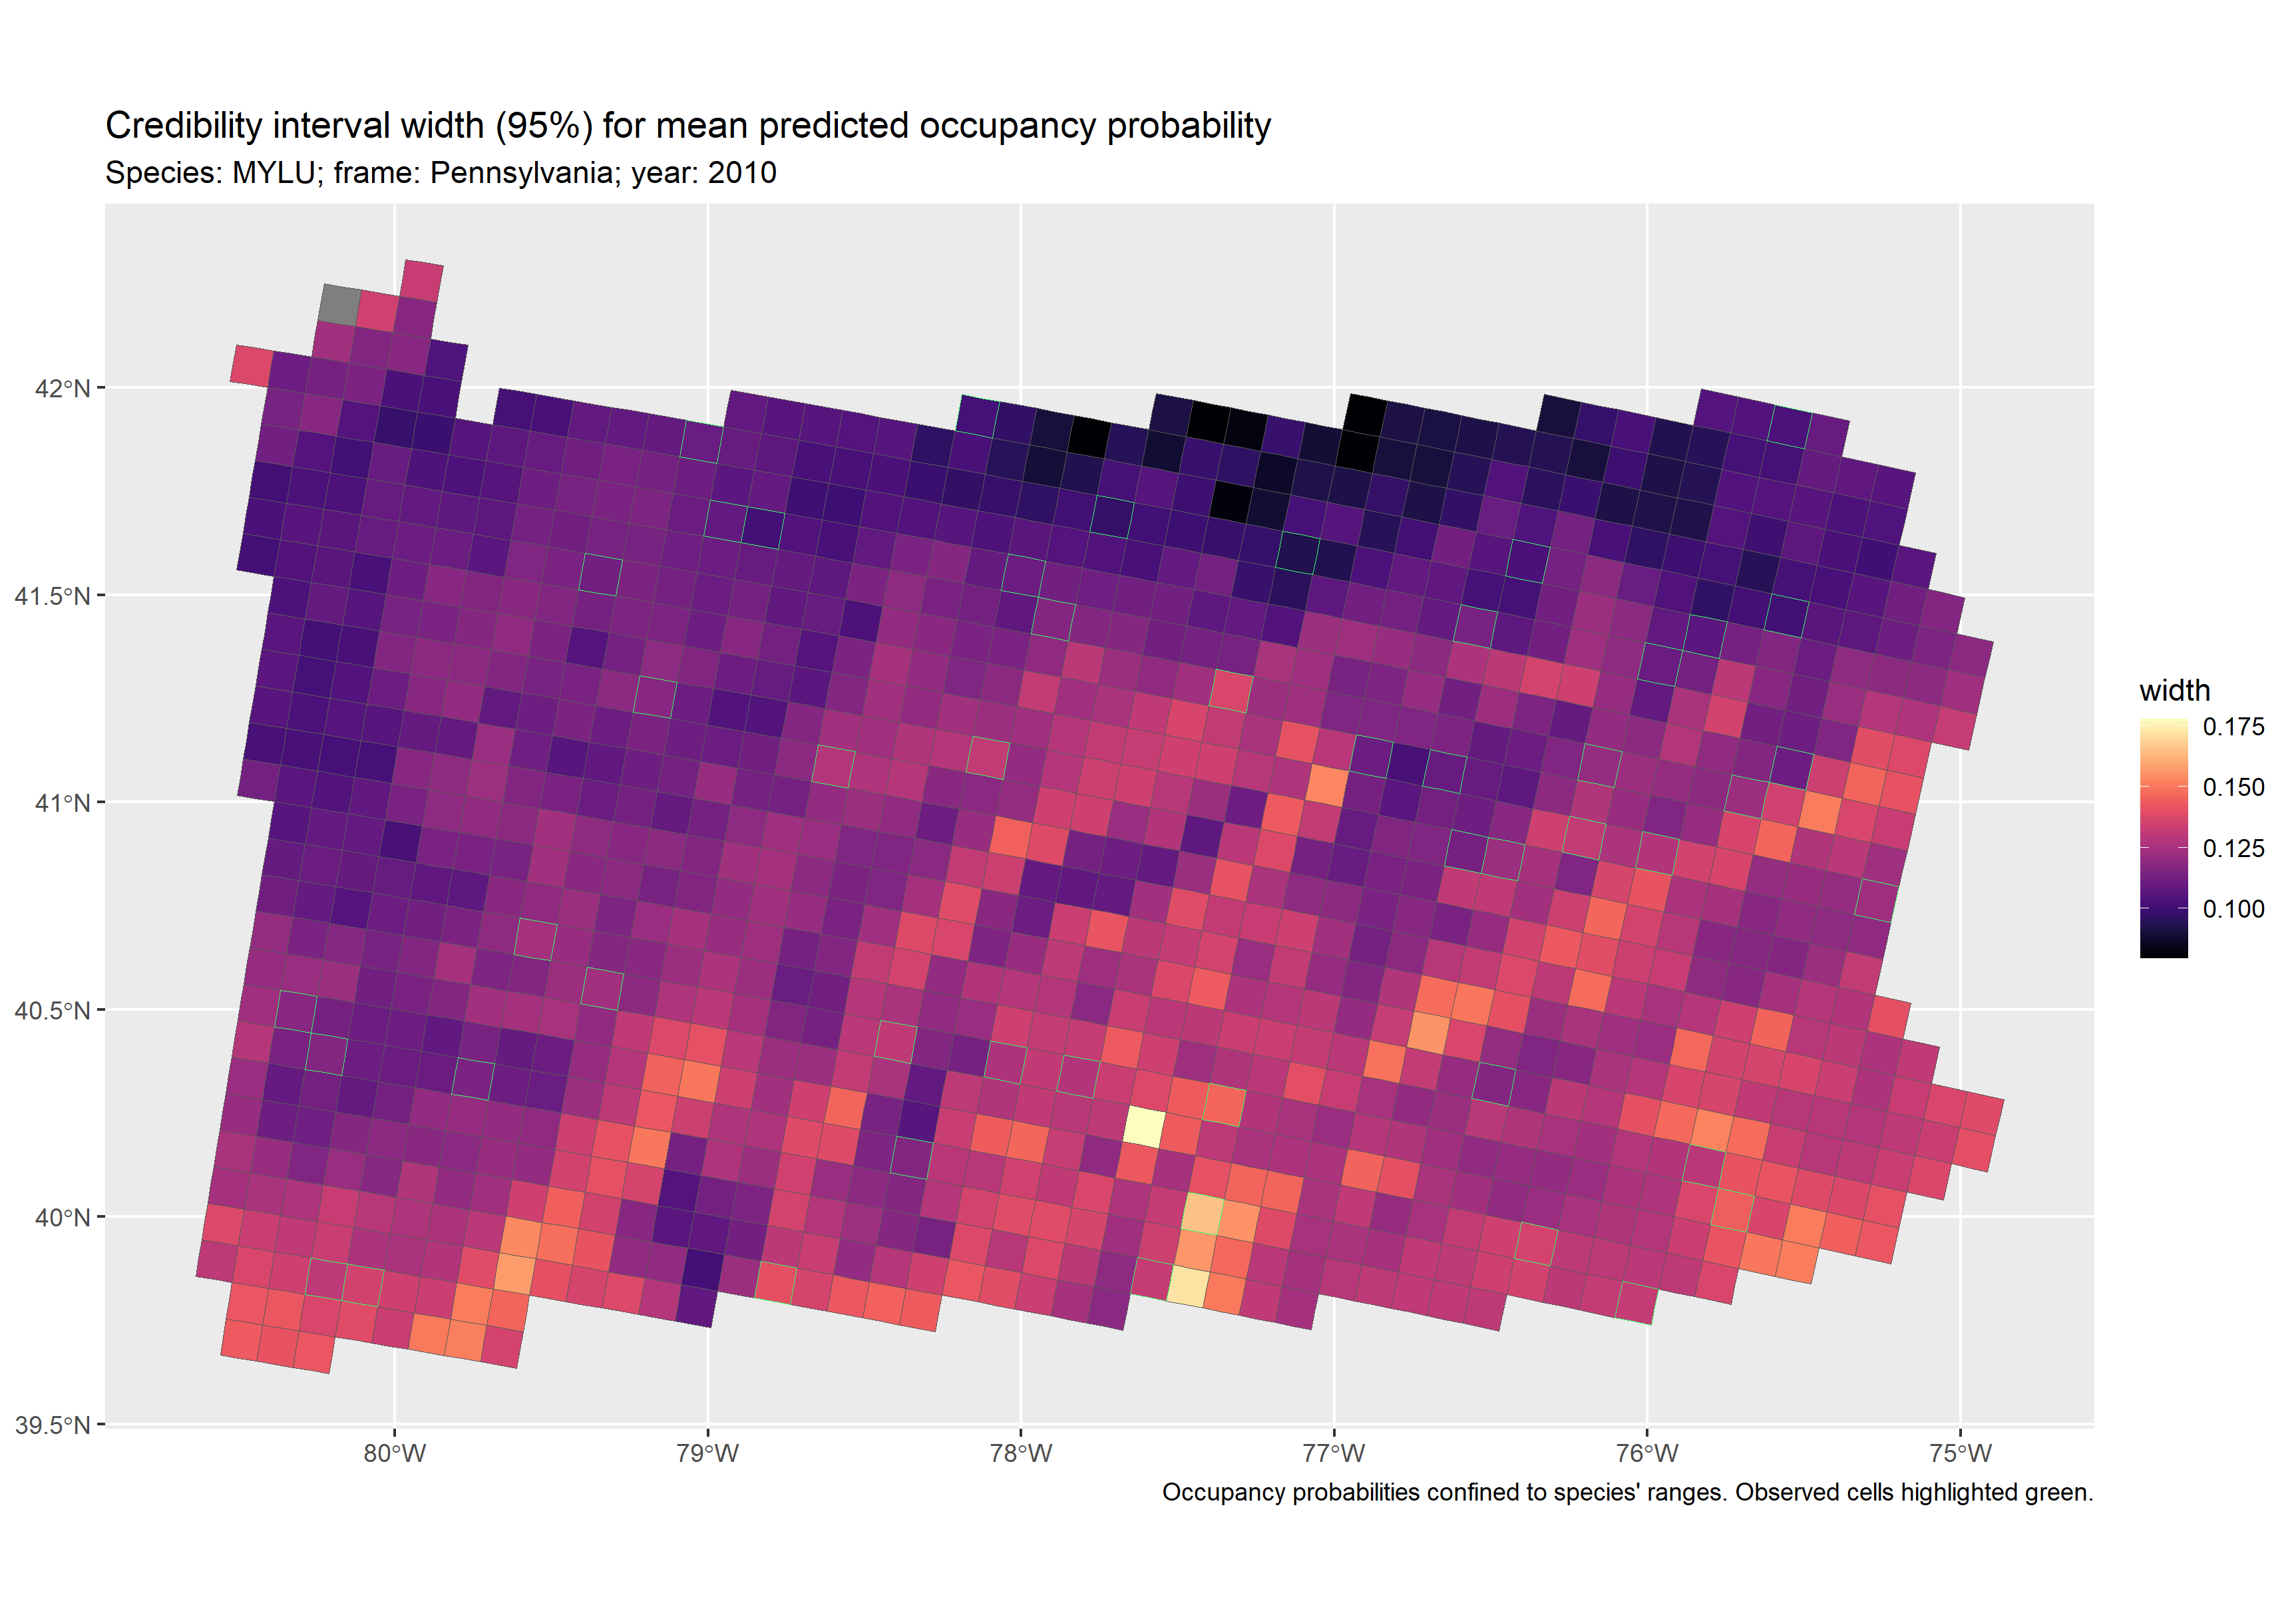 Credibility interval width (95%) for mean predicted occupancy probability
Species: MYLU; frame: Pennsylvania; year: 2010
42°N
41.5°N
41°N
40.5°N
40°N
39.5°N
80°W
79°W
78°W
77°W
76°W
75°W
width
0.175
0.150
0.125
0.100
Occupancy probabilities confined to species' ranges. Observed cells highlighted green.